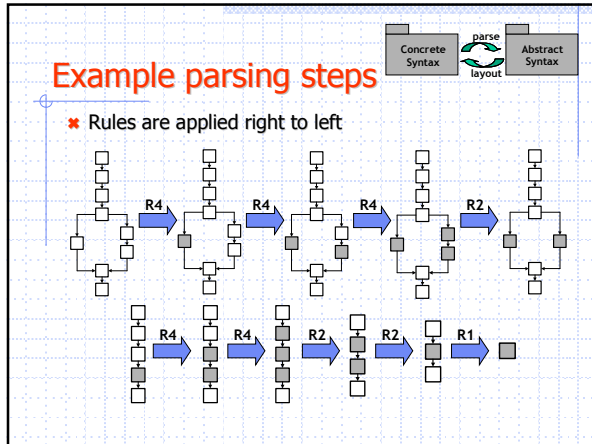 Concrete
Syntax
parse
layout
Abstract
Syntax
Example parsing steps
Rules are applied right to left
R4
R4
R4
R2
R4
R4
R2
R2
R1